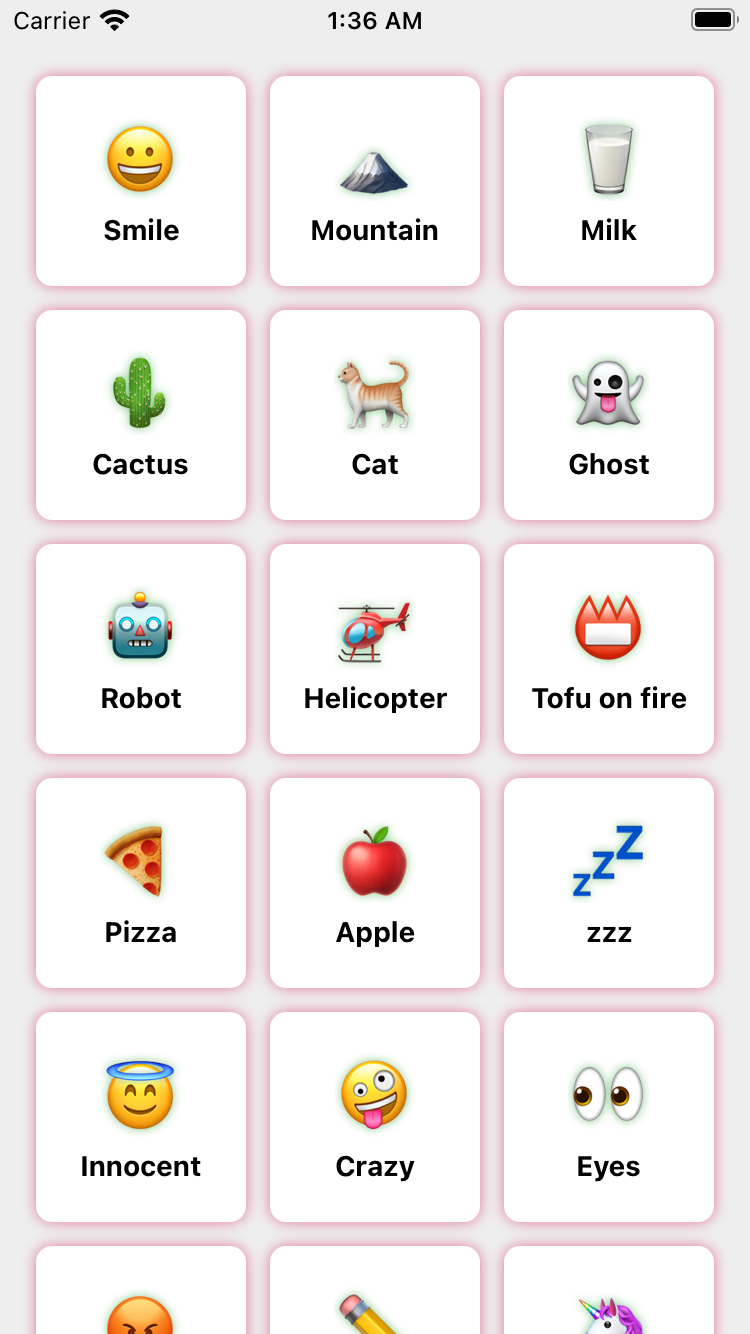 Carrier 1:36 AM
Smile Mountain Milk
Cactus Cat Ghost
Robot Helicopter Tofu on fire
Pizza Apple zzz
Innocent Crazy Eyes